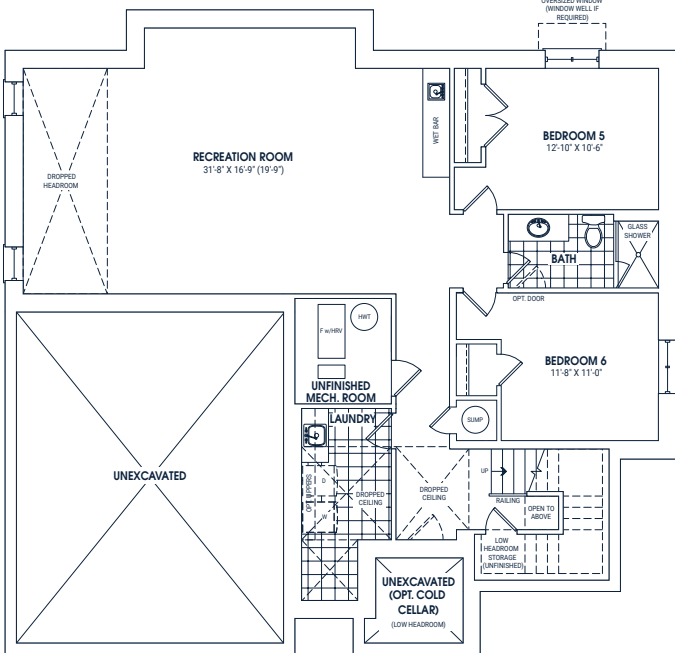 OVERSIZED WINDOW
(WINDOW WELL IF
REQUIRED)
RECREATION ROOM
31'-8" X 16'-9" (19'-9")
DROPPED
HEADROOM
WET BAR
BEDROOM 5
12'-10" X 10'-6"
GLASS
SHOWER
BATH
OPT. DOOR
F w/HRV
HWT
UNFINISHED
MECH. ROOM
BEDROOM 6
11'-8" X 11'-0"
LAUNDRY
SUMP
UNEXCAVATED
OPT. UPPERS
D
W
DROPPED
CEILING
DROPPED
CEILING
UP
RAILING
OPEN TO
ABOVE
LOW
HEADROOM
STORAGE
(UNFINISHED)
UNEXCAVATED
(OPT. COLD
CELLAR)
(LOW HEADROOM)